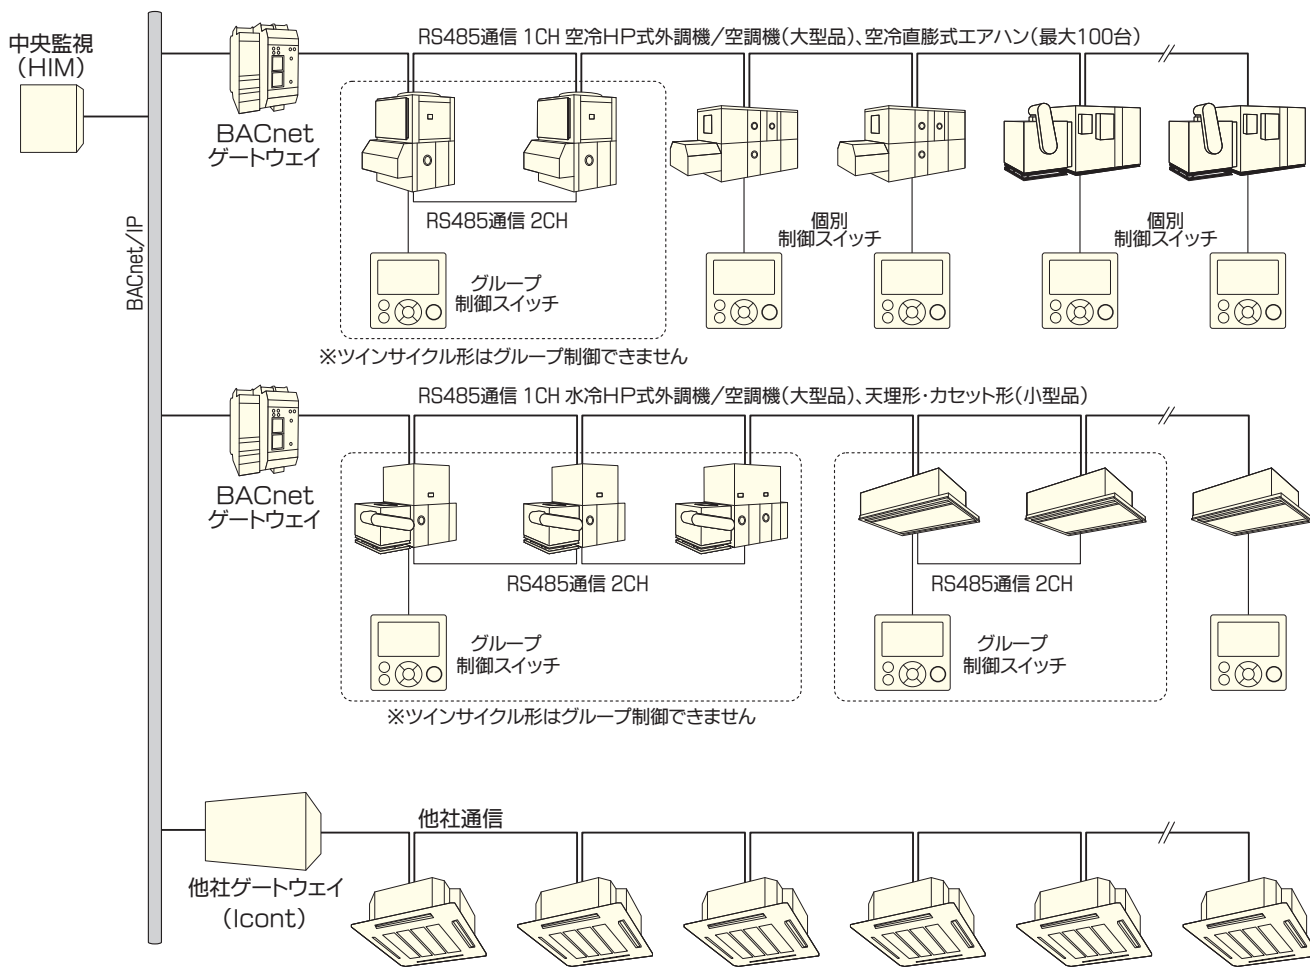 中央監視
(HIM)
BACnet/IP
BACnet
ゲートウェイ
RS485通信 1CH 空冷HP式外調機/空調機(大型品)、空冷直膨式エアハン(最大100台)
RS485通信 2CH
グループ
制御スイッチ
個別
制御スイッチ
個別
制御スイッチ
※ツインサイクル形はグループ制御できません
BACnet
ゲートウェイ
RS485通信 1CH 水冷HP式外調機/空調機(大型品)、天埋形・カセット形(小型品)
RS485通信 2CH
RS485通信 2CH
グループ
制御スイッチ
グループ
制御スイッチ
※ツインサイクル形はグループ制御できません
他社通信
他社ゲートウェイ
(Icont)